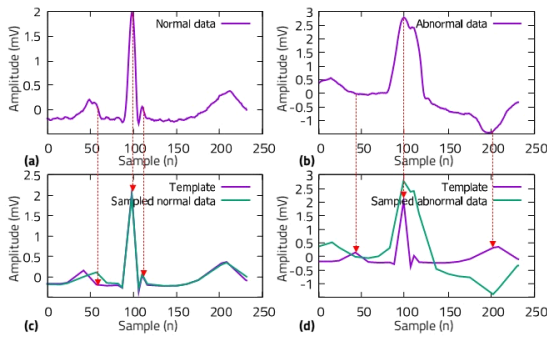 2
1.5
1
0.5
0
Amplitude (mV)
Normal data
0 50 100 150 200 250
Sample (n)
(a)
3
2.5
2
1.5
1
0.5
0
-0.5
-1
Amplitude (mV)
Abnormal data
0 50 100 150 200 250
Sample (n)
(b)
2.5
2
1.5
1
0.5
0
Amplitude (mV)
Template
Sampled normal data
0 50 100 150 200 250
Sample (n)
(c)
3
2.5
2
1.5
1
0.5
0
-0.5
-1
Amplitude (mV)
Template
Sampled abnormal data
0 50 100 150 200 250
Sample (n)
(d)